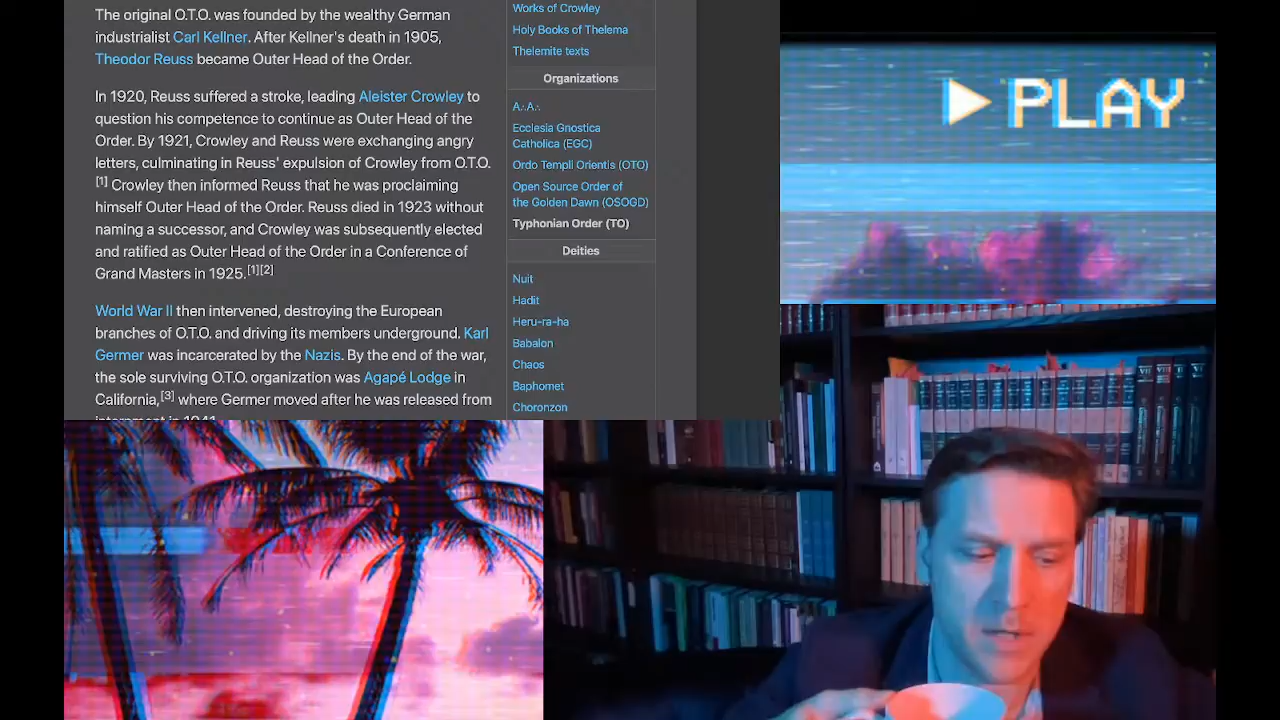 The original O.T.O. was founded by the wealthy German
industrialist Carl Kellner. After Kellner's death in 1905,
Theodor Reuss became Outer Head of the Order.
In 1920, Reuss suffered a stroke, leading Aleister Crowley to
question his competence to continue as Outer Head of the
Order. By 1921, Crowley and Reuss were exchanging angry
letters, culminating in Reuss' expulsion of Crowley from O.T.O.
[1] Crowley then informed Reuss that he was proclaiming
himself Outer Head of the Order. Reuss died in 1923 without
naming a successor, and Crowley was subsequently elected
and ratified as Outer Head of the Order in a Conference of
Grand Masters in 1925.[1][2]
World War II then intervened, destroying the European
branches of O.T.O. and driving its members underground. Karl
Germer was incarcerated by the Nazis. By the end of the war,
the sole surviving O.T.O. organization was Agapé Lodge in
California,[3] where Germer moved after he was released from
internment in 1941.
Works of Crowley
Holy Books of Thelema
Thelemite texts
Organizations
A∴A∴
Ecclesia Gnostica
Catholica (EGC)
Ordo Templi Orientis (OTO)
Open Source Order of
the Golden Dawn (OSOGD)
Typhonian Order (TO)
Deities
Nuit
Hadit
Heru-ra-ha
Babalon
Chaos
Baphomet
Choronzon
PLAY